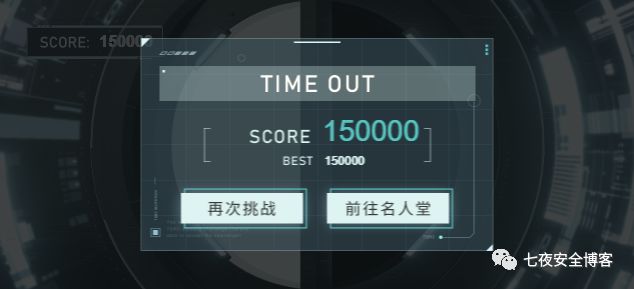 SCORE: 150000
TIME OUT
SCORE 150000
BEST 150000
再次挑战 前往名人堂
七夜安全博客